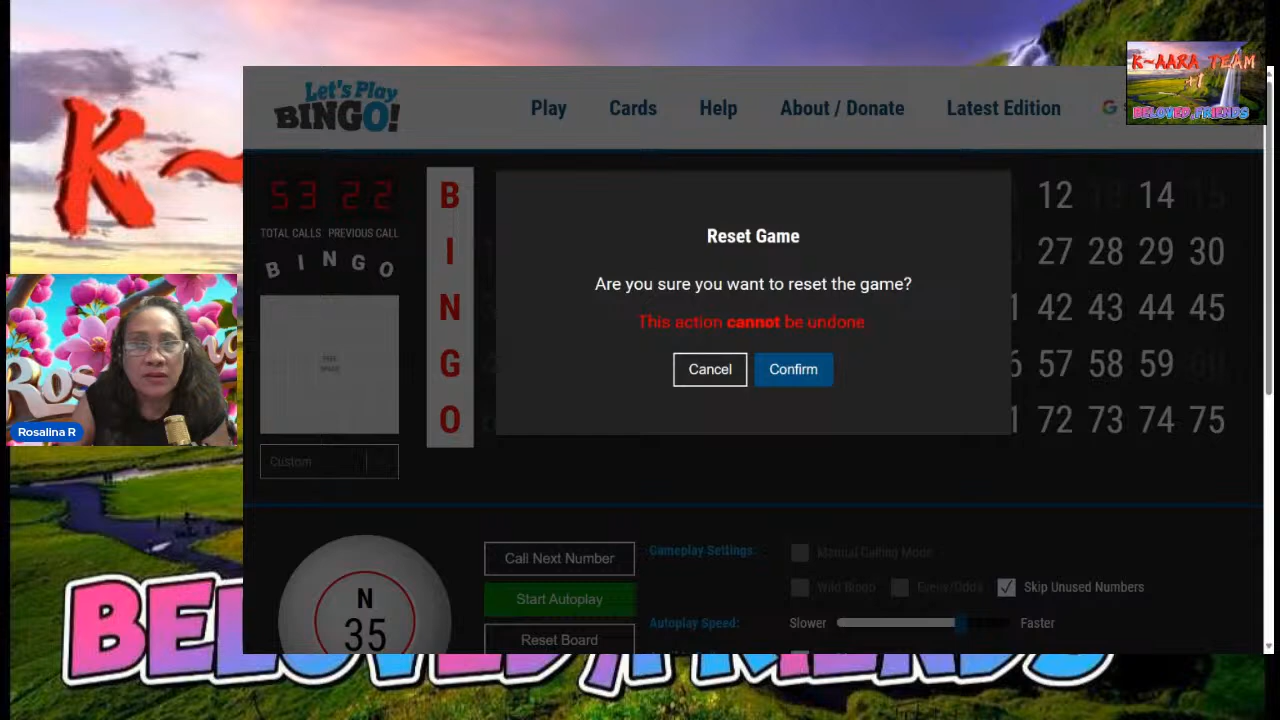 K~AARA TEAM
#1
BELOVED,FRIENDS
K~
Let's Play
BINGO!
Play
Cards
Help
About / Donate
Latest Edition
G
53 22
TOTAL CALLS PREVIOUS CALL
B I N G O
FREE
SPACE
Custom
B
I
N
G
O
12 14
27 28 29 30
42 43 44 45
57 58 59
72 73 74 75
Reset Game
Are you sure you want to reset the game?
This action cannot be undone
Cancel
Confirm
Ros
Rosalina R
N
35
Call Next Number
Start Autoplay
Reset Board
Gameplay Settings:
Manual Calling Mode
Wild Bingo
Evens/Odds
Skip Unused Numbers
Autoplay Speed:
Slower
Faster
BELOVED,FRIENDS